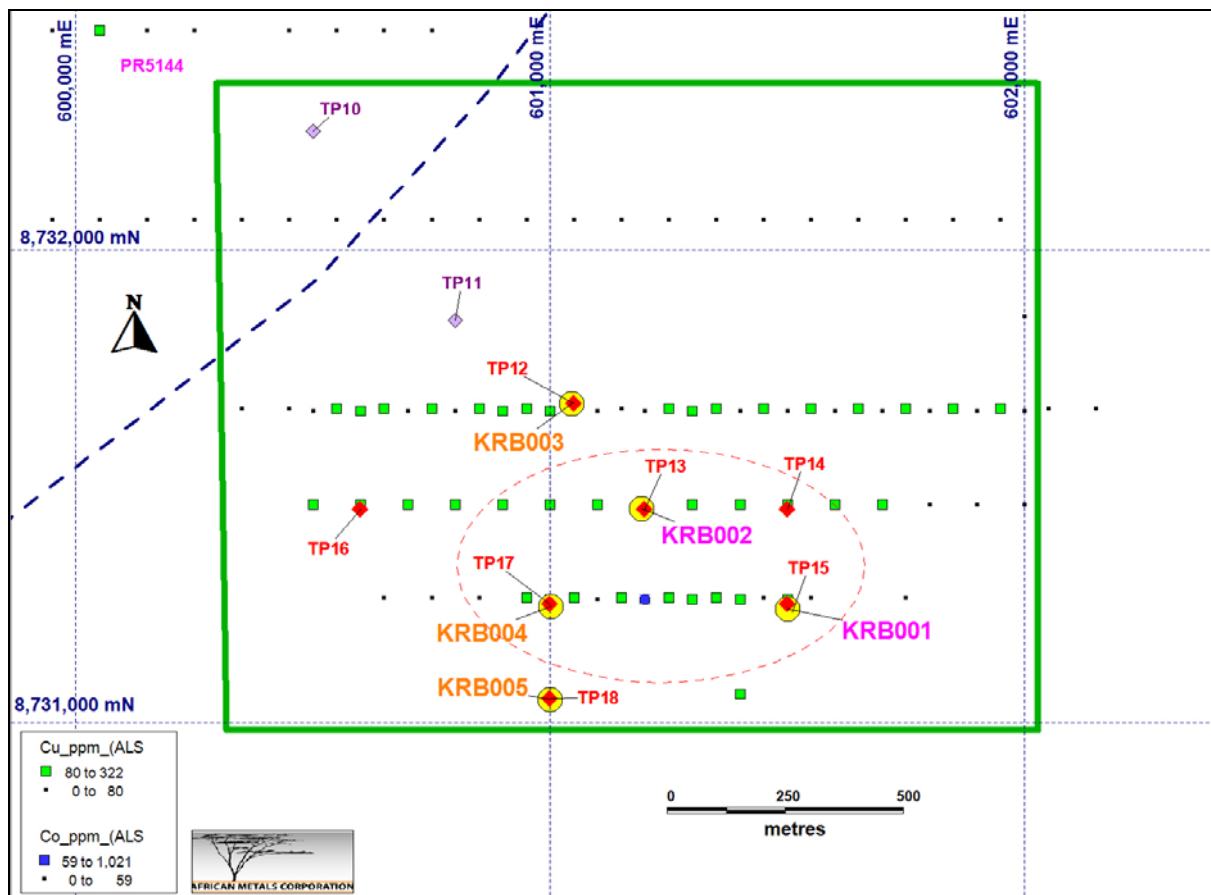 600,000 mE
601,000 mE
602,000 mE
PR5144
TP10
8,732,000 mN
TP11
N
TP12
KRB003
TP13
TP14
KRB002
TP16
TP17
TP15
KRB004
KRB001
KRB005
TP18
8,731,000 mN
Cu_ppm_(ALS
80 to 322
0 to 80
Co_ppm_(ALS
59 to 1,021
0 to 59
AFRICAN METALS CORPORATION
0 250 500
metres